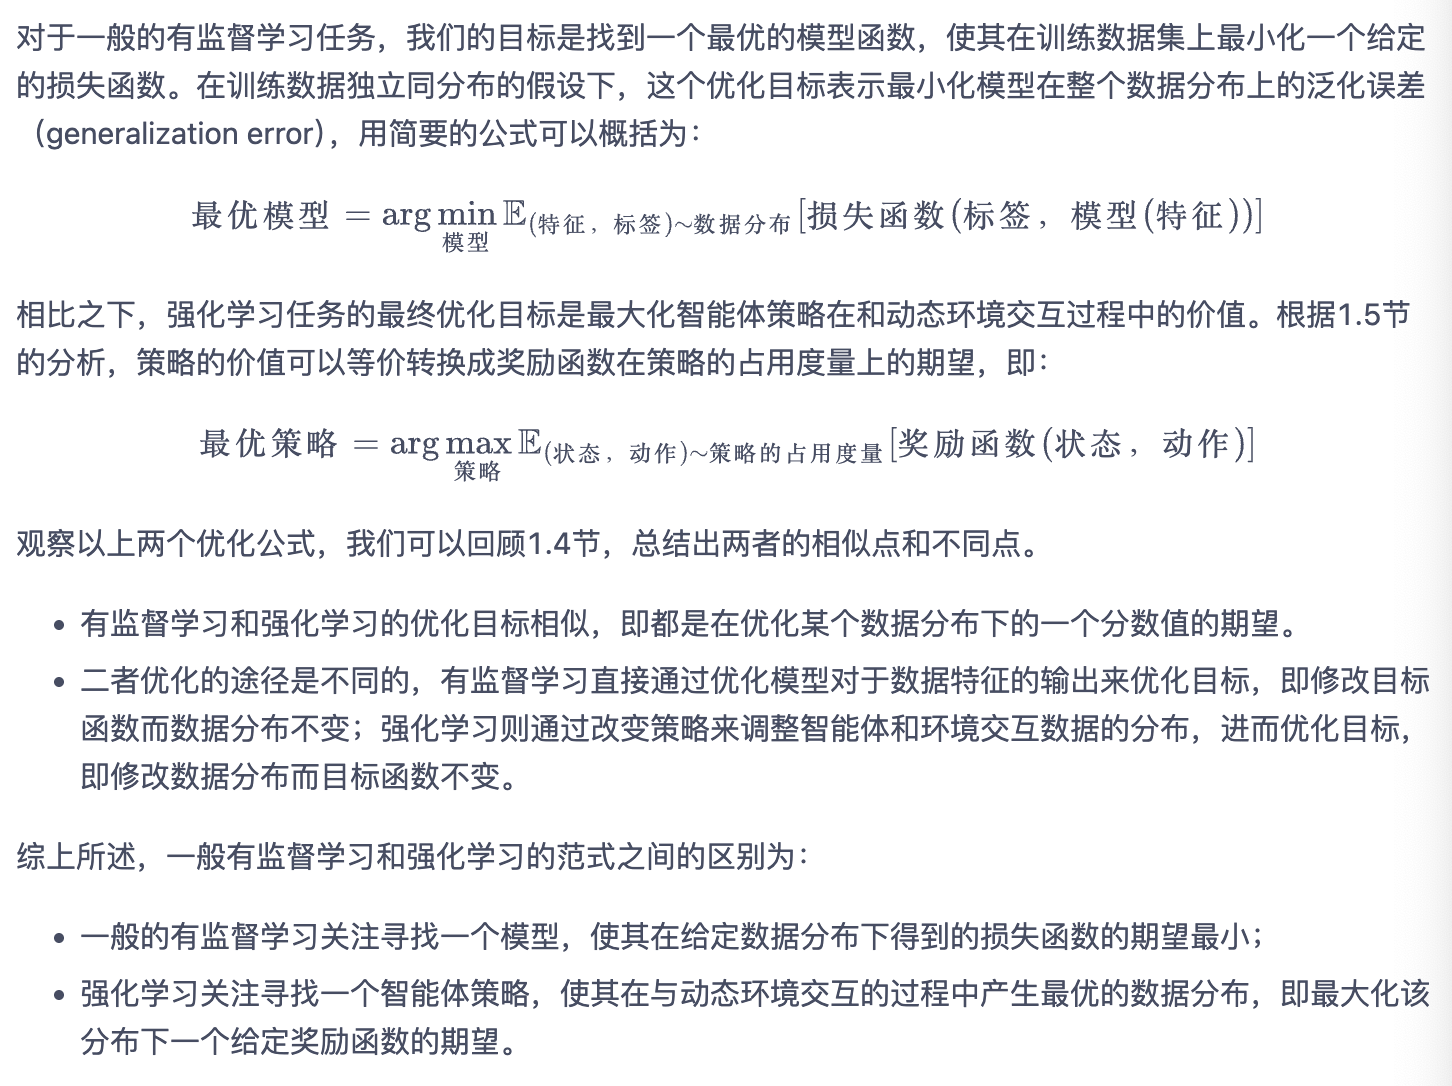 对于一般的有监督学习任务，我们的目标是找到一个最优的模型函数，使其在训练数据集上最小化一个给定
的损失函数。在训练数据独立同分布的假设下，这个优化目标表示最小化模型在整个数据分布上的泛化误差
（generalization error），用简要的公式可以概括为：
最优模型 = arg min 𝔼(特征，标签)~数据分布[损失函数(标签，模型(特征))]
模型
相比之下，强化学习任务的最终优化目标是最大化智能体策略在和动态环境交互过程中的价值。根据1.5节
的分析，策略的价值可以等价转换成奖励函数在策略的占用度量上的期望，即：
最优策略 = arg max 𝔼(状态，动作)~策略的占用度量[奖励函数(状态，动作)]
策略
观察以上两个优化公式，我们可以回顾1.4节，总结出两者的相似点和不同点。
• 有监督学习和强化学习的优化目标相似，即都是在优化某个数据分布下的一个分数值的期望。
• 二者优化的途径是不同的，有监督学习直接通过优化模型对于数据特征的输出来优化目标，即修改目标
函数而数据分布不变；强化学习则通过改变策略来调整智能体和环境交互数据的分布，进而优化目标，
即修改数据分布而目标函数不变。
综上所述，一般有监督学习和强化学习的范式之间的区别为：
• 一般的有监督学习关注寻找一个模型，使其在给定数据分布下得到的损失函数的期望最小；
• 强化学习关注寻找一个智能体策略，使其在与动态环境交互的过程中产生最优的数据分布，即最大化该
分布下一个给定奖励函数的期望。